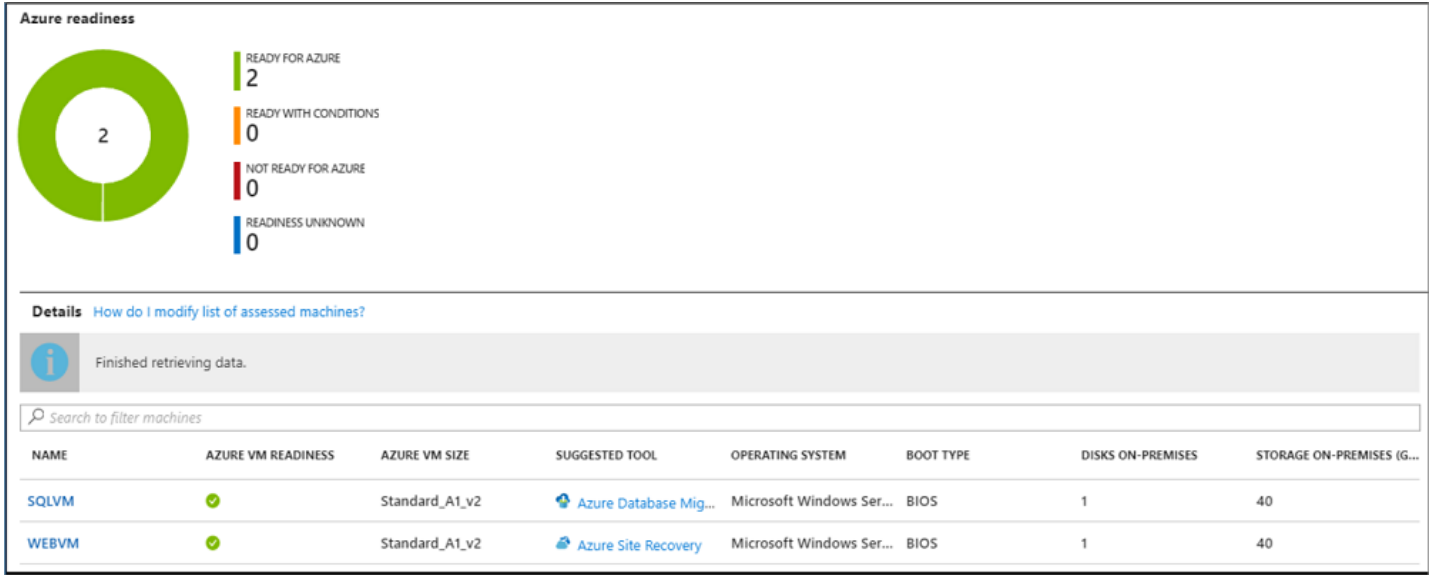 Azure readiness
2
READY FOR AZURE
2
READY WITH CONDITIONS
0
NOT READY FOR AZURE
0
READINESS UNKNOWN
0
Details How do I modify list of assessed machines?
Finished retrieving data.
Search to filter machines
NAME AZURE VM READINESS AZURE VM SIZE SUGGESTED TOOL OPERATING SYSTEM BOOT TYPE DISKS ON-PREMISES STORAGE ON-PREMISES (G...
SQLVM Standard_A1_v2 Azure Database Mig... Microsoft Windows Ser... BIOS 1 40
WEBVM Standard_A1_v2 Azure Site Recovery Microsoft Windows Ser... BIOS 1 40